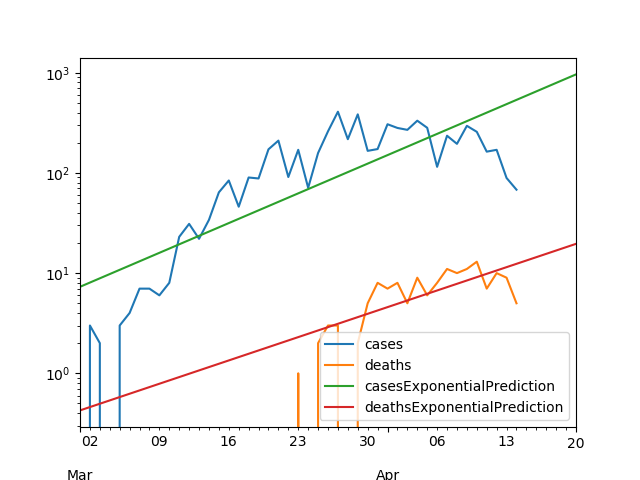 10³
10²
10¹
10⁰
cases
deaths
casesExponentialPrediction
deathsExponentialPrediction
02 09 16 23 30 06 13 20
Mar Apr